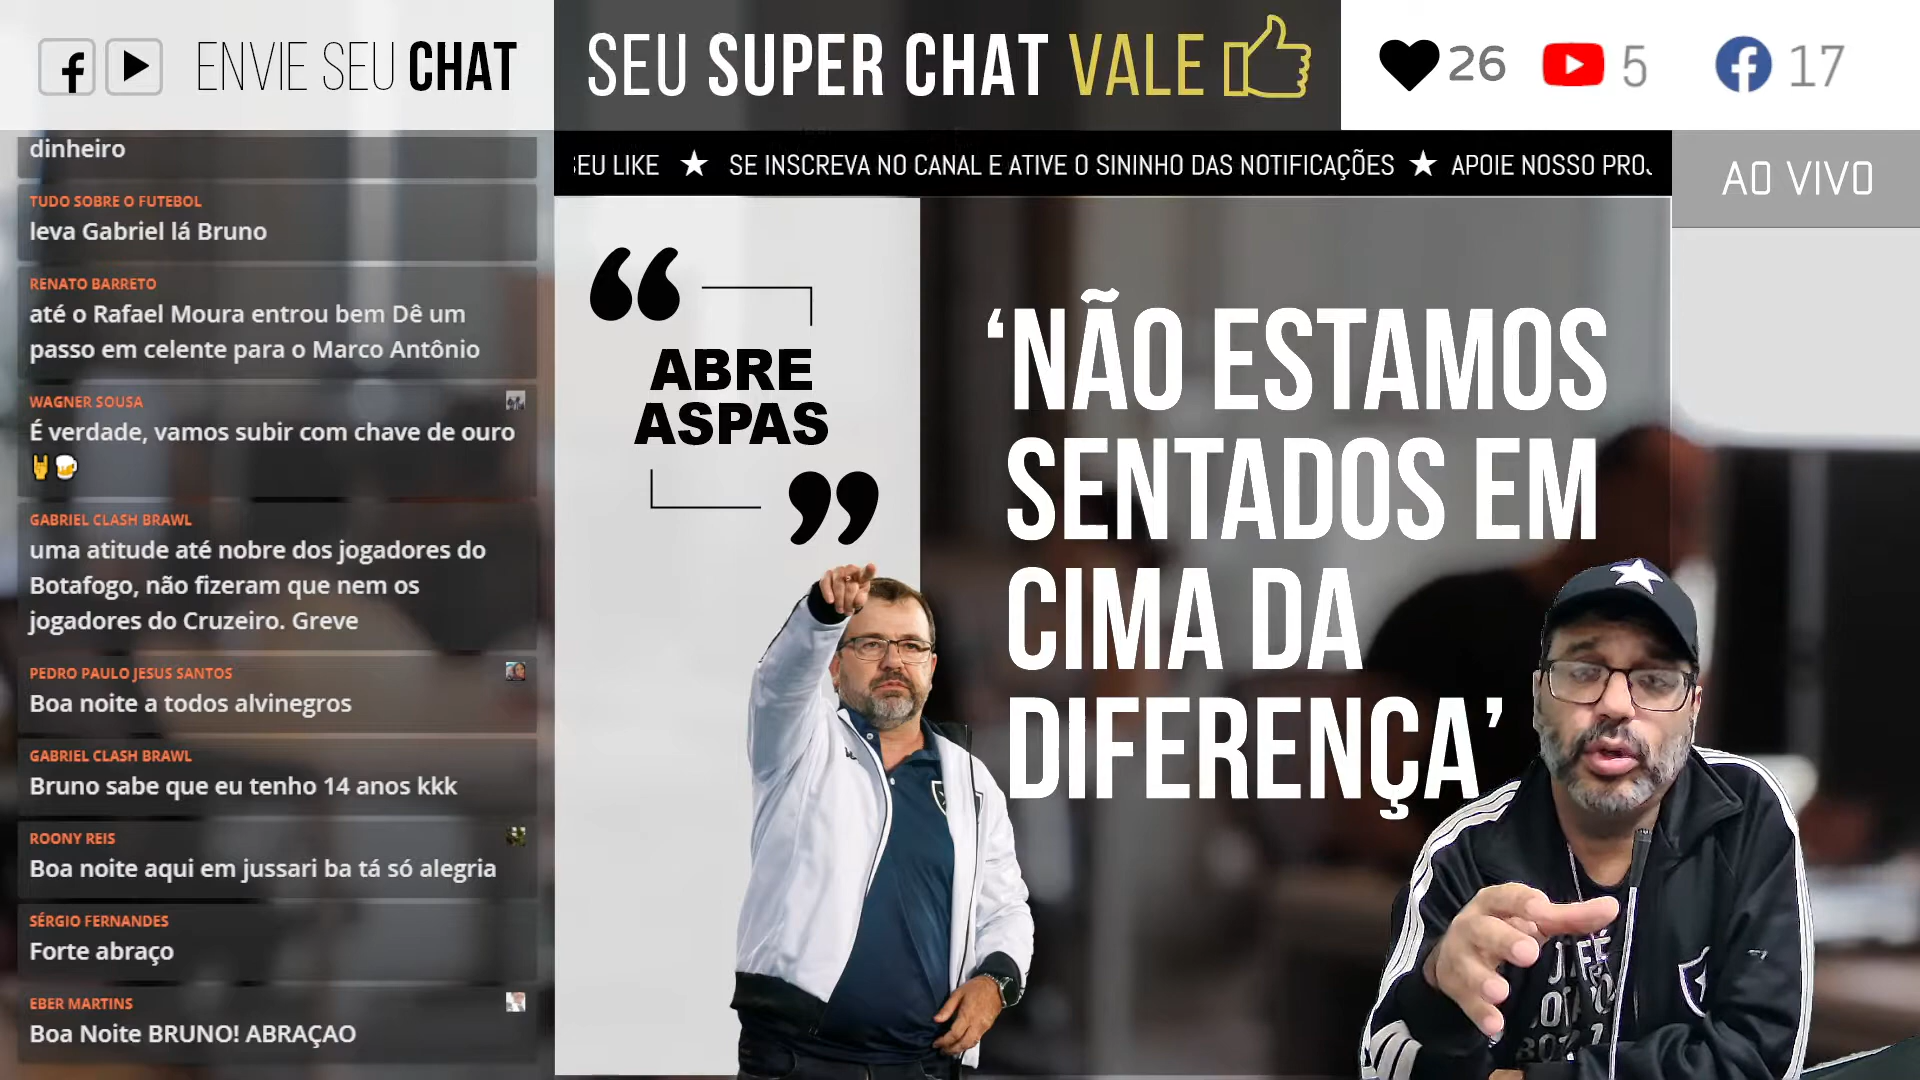 ENVIE SEU CHAT
SEU SUPER CHAT VALE
26
5
17
EU LIKE ★ SE INSCREVA NO CANAL E ATIVE O SININHO DAS NOTIFICAÇÕES ★ APOIE NOSSO
AO VIVO
dinheiro
TUDO SOBRE O FUTEBOL
leva Gabriel lá Bruno
RENATO BARRETO
até o Rafael Moura entrou bem Dê um
passo em celente para o Marco Antônio
WAGNER SOUSA
É verdade, vamos subir com chave de ouro
🤘🍺
GABRIEL CLASH BRAWL
uma atitude até nobre dos jogadores do
Botafogo, não fizeram que nem os
jogadores do Cruzeiro. Greve
PEDRO PAULO JESUS SANTOS
Boa noite a todos alvinegros
GABRIEL CLASH BRAWL
Bruno sabe que eu tenho 14 anos kkk
ROONY REIS
Boa noite aqui em jussari ba tá só alegria
SÉRGIO FERNANDES
Forte abraço
EBER MARTINS
Boa Noite BRUNO! ABRAÇAO
“
ABRE
ASPAS
”
‘NÃO ESTAMOS
SENTADOS EM
CIMA DA
DIFERENÇA’